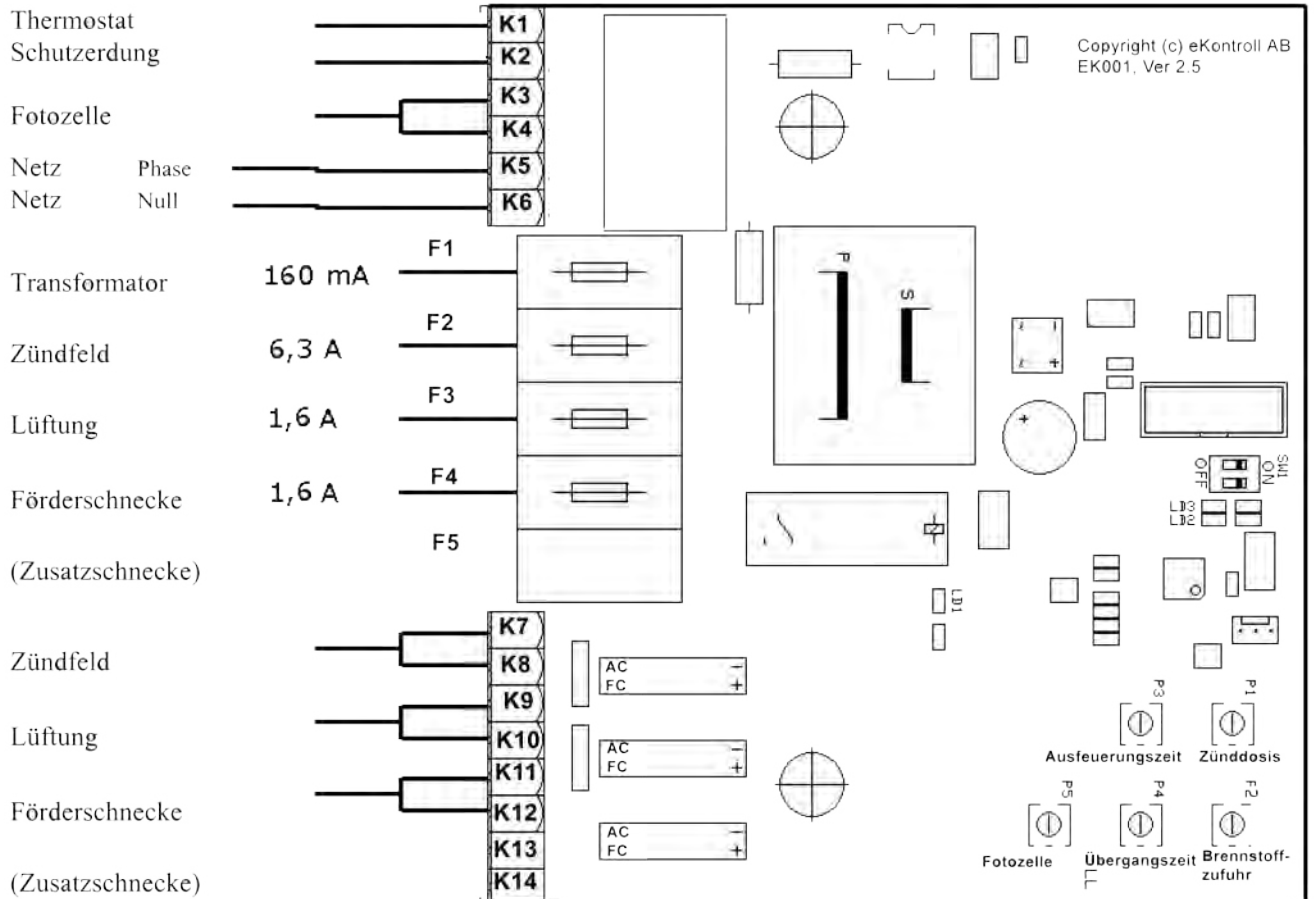 Thermostat K1
Schutzerdung K2
Copyright (c) eKontroll AB
EK001, Ver 2.5
K3
Fotozelle
K4
Netz Phase K5
Netz Null K6
F1
Transformator 160 mA
F2
Zündfeld 6,3 A
F3
Lüftung 1,6 A
F4
Förderschnecke 1,6 A
F5
(Zusatzschnecke)
P
S
~ -
~ +
+
SW1
OFF ON
LD3
LD2
LD1
K7
Zündfeld
K8
AC -
FC +
K9
Lüftung
K10
AC -
FC +
K11
Förderschnecke
K12
AC -
FC +
K13
(Zusatzschnecke) K14
P3 P1
Ausfeuerungszeit Zünddosis
P5 P4 F2
Fotozelle Übergangszeit Brennstoff-
zufuhr
LL